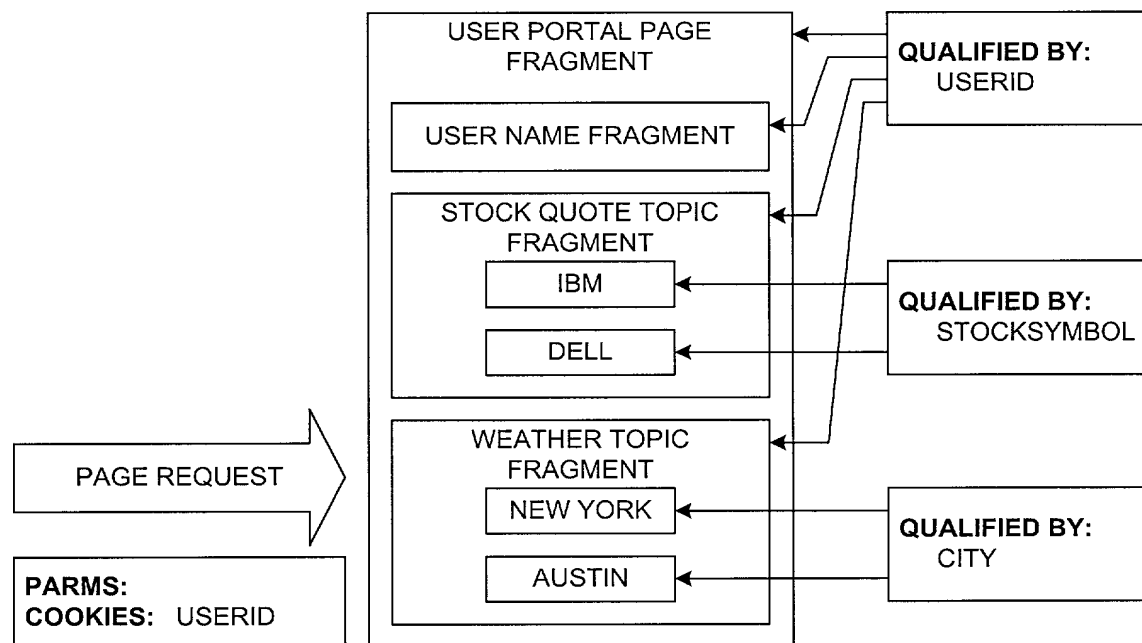 USER PORTAL PAGE
FRAGMENT
USER NAME FRAGMENT
STOCK QUOTE TOPIC
FRAGMENT
IBM
DELL
WEATHER TOPIC
FRAGMENT
NEW YORK
AUSTIN
QUALIFIED BY:
USERID
QUALIFIED BY:
STOCKSYMBOL
QUALIFIED BY:
CITY
PAGE REQUEST
PARMS:
COOKIES: USERID